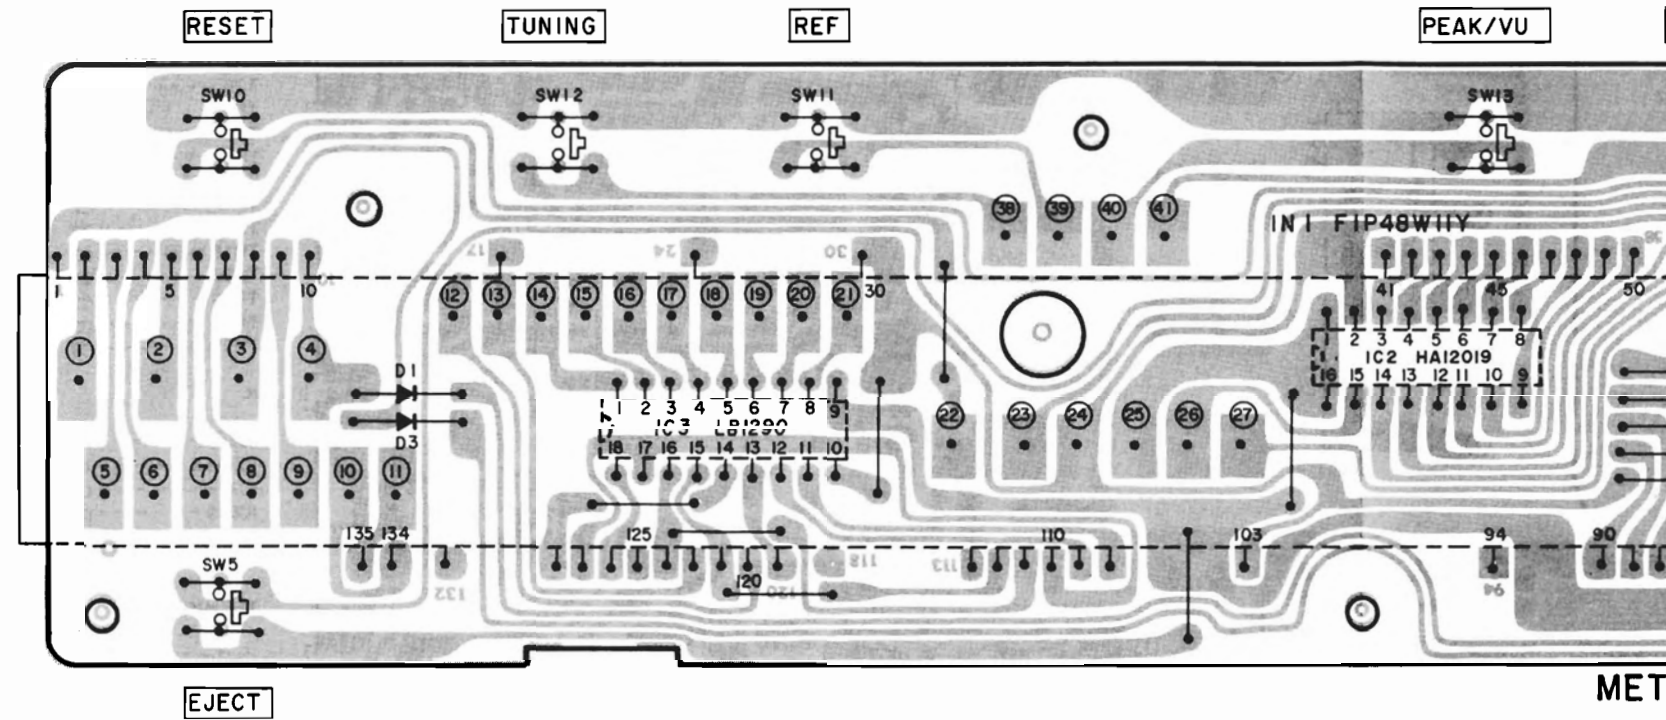 RESET TUNING REF PEAK/VU
SW10 SW12 SW11 SW13
38 39 40 41
IN1 FIP48W11Y
17 24 30
1 5 10 30 41 45 50
12 13 14 15 16 17 18 19 20 21
1 2 3 4
1 2 3 4 5 6 7 8
IC2 HA12019
16 15 14 13 12 11 10 9
D1
D3
1 2 3 4 5 6 7 8 9
IC3 LB1290
18 17 16 15 14 13 12 11 10
22 23 24 25 26 27
5 6 7 8 9 10 11
135 134 125 110 103 94 90
SW5
132 120 120 118 113 94
MET
EJECT